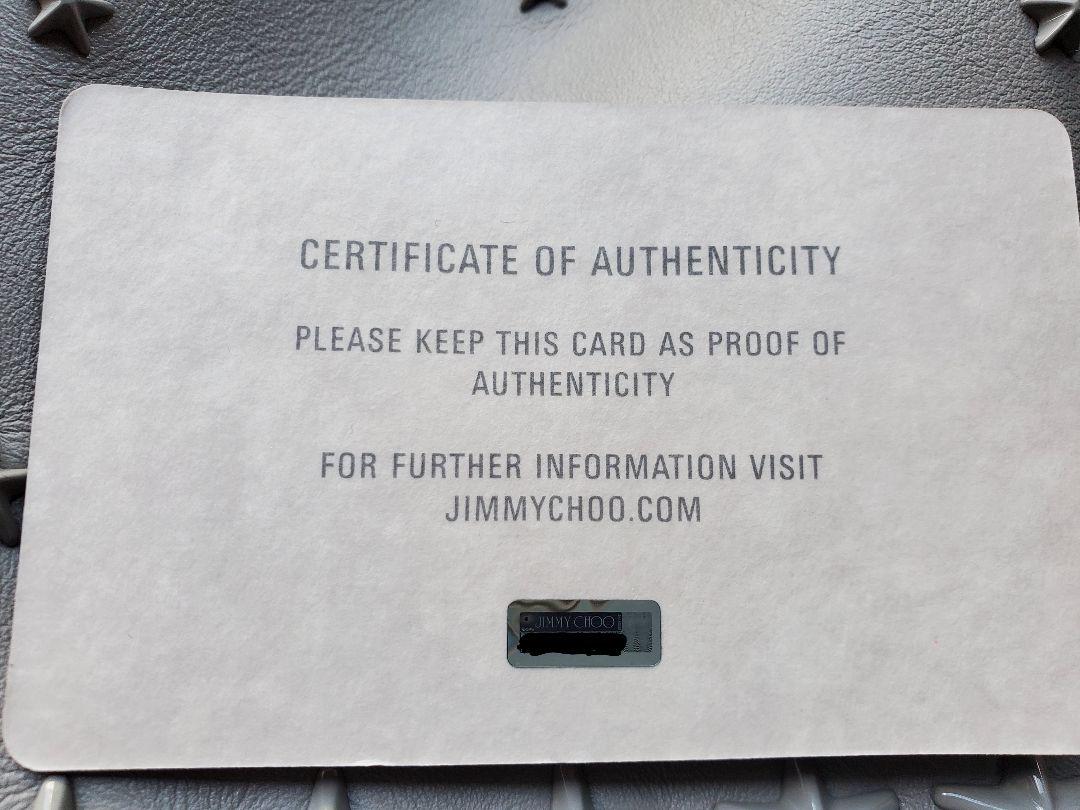 CERTIFICATE OF AUTHENTICITY
PLEASE KEEP THIS CARD AS PROOF OF
AUTHENTICITY
FOR FURTHER INFORMATION VISIT
JIMMYCHOO.COM
JIMMY CHOO